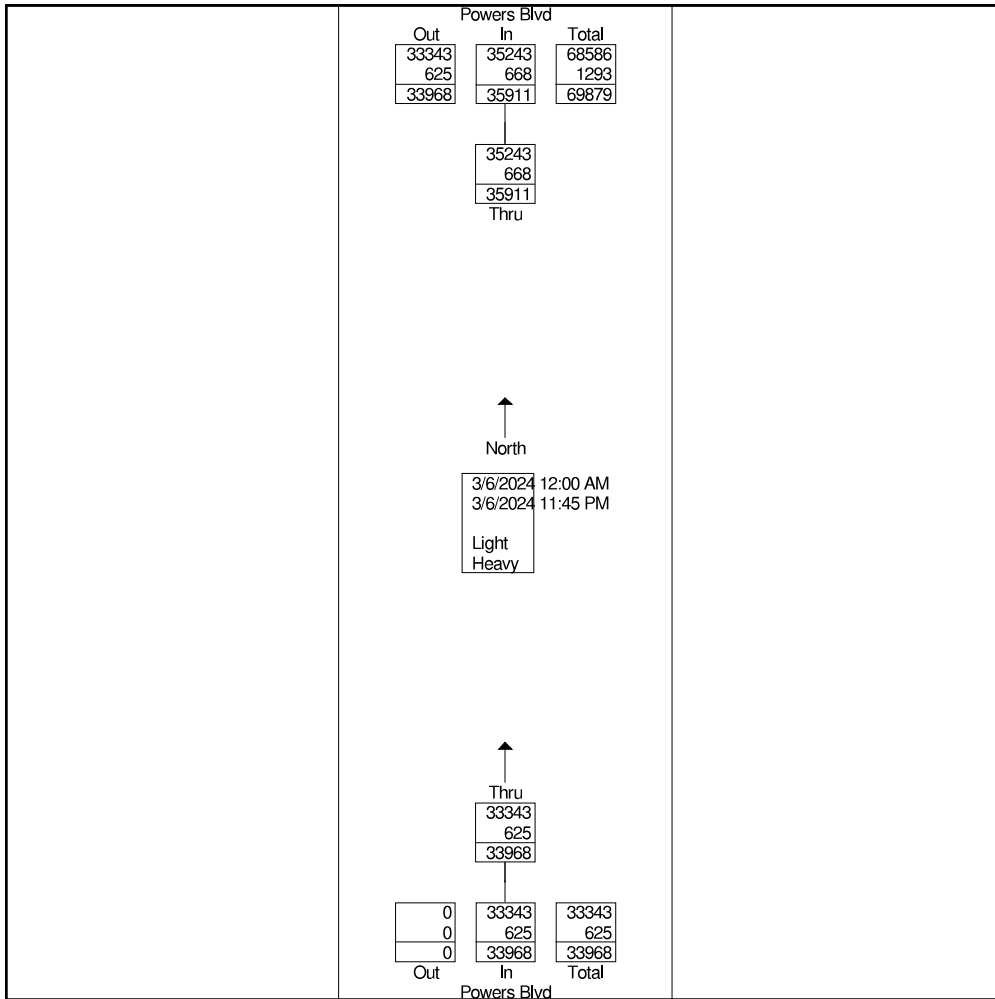 Powers Blvd
Out In Total
33343 35243 68586
625 668 1293
33968 35911 69879
35243
668
35911
Thru
North
3/6/2024 12:00 AM
3/6/2024 11:45 PM
Light
Heavy
Thru
33343
625
33968
0 33343 33343
0 625 625
0 33968 33968
Out In Total
Powers Blvd